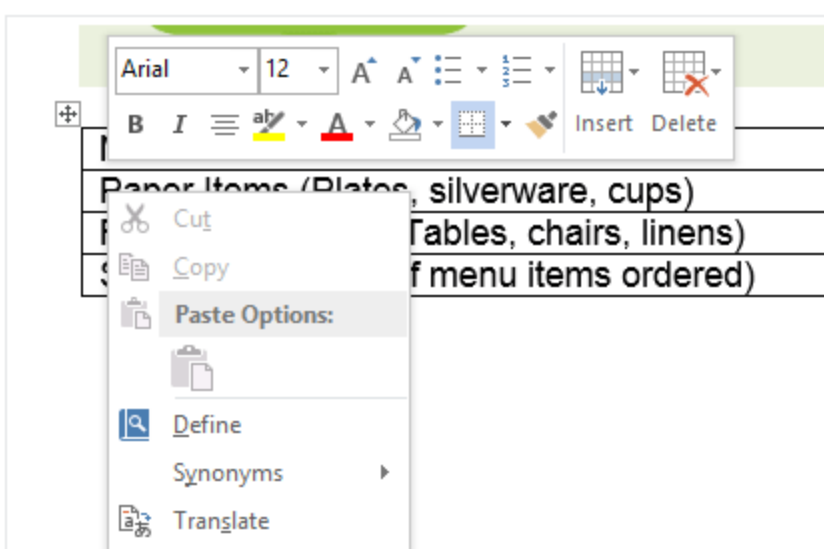 Arial 12
B I A Insert Delete
Paper Items (Plates, silverware, cups)
Tables, chairs, linens)
f menu items ordered)
Cut
Copy
Paste Options:
Define
Synonyms
Translate